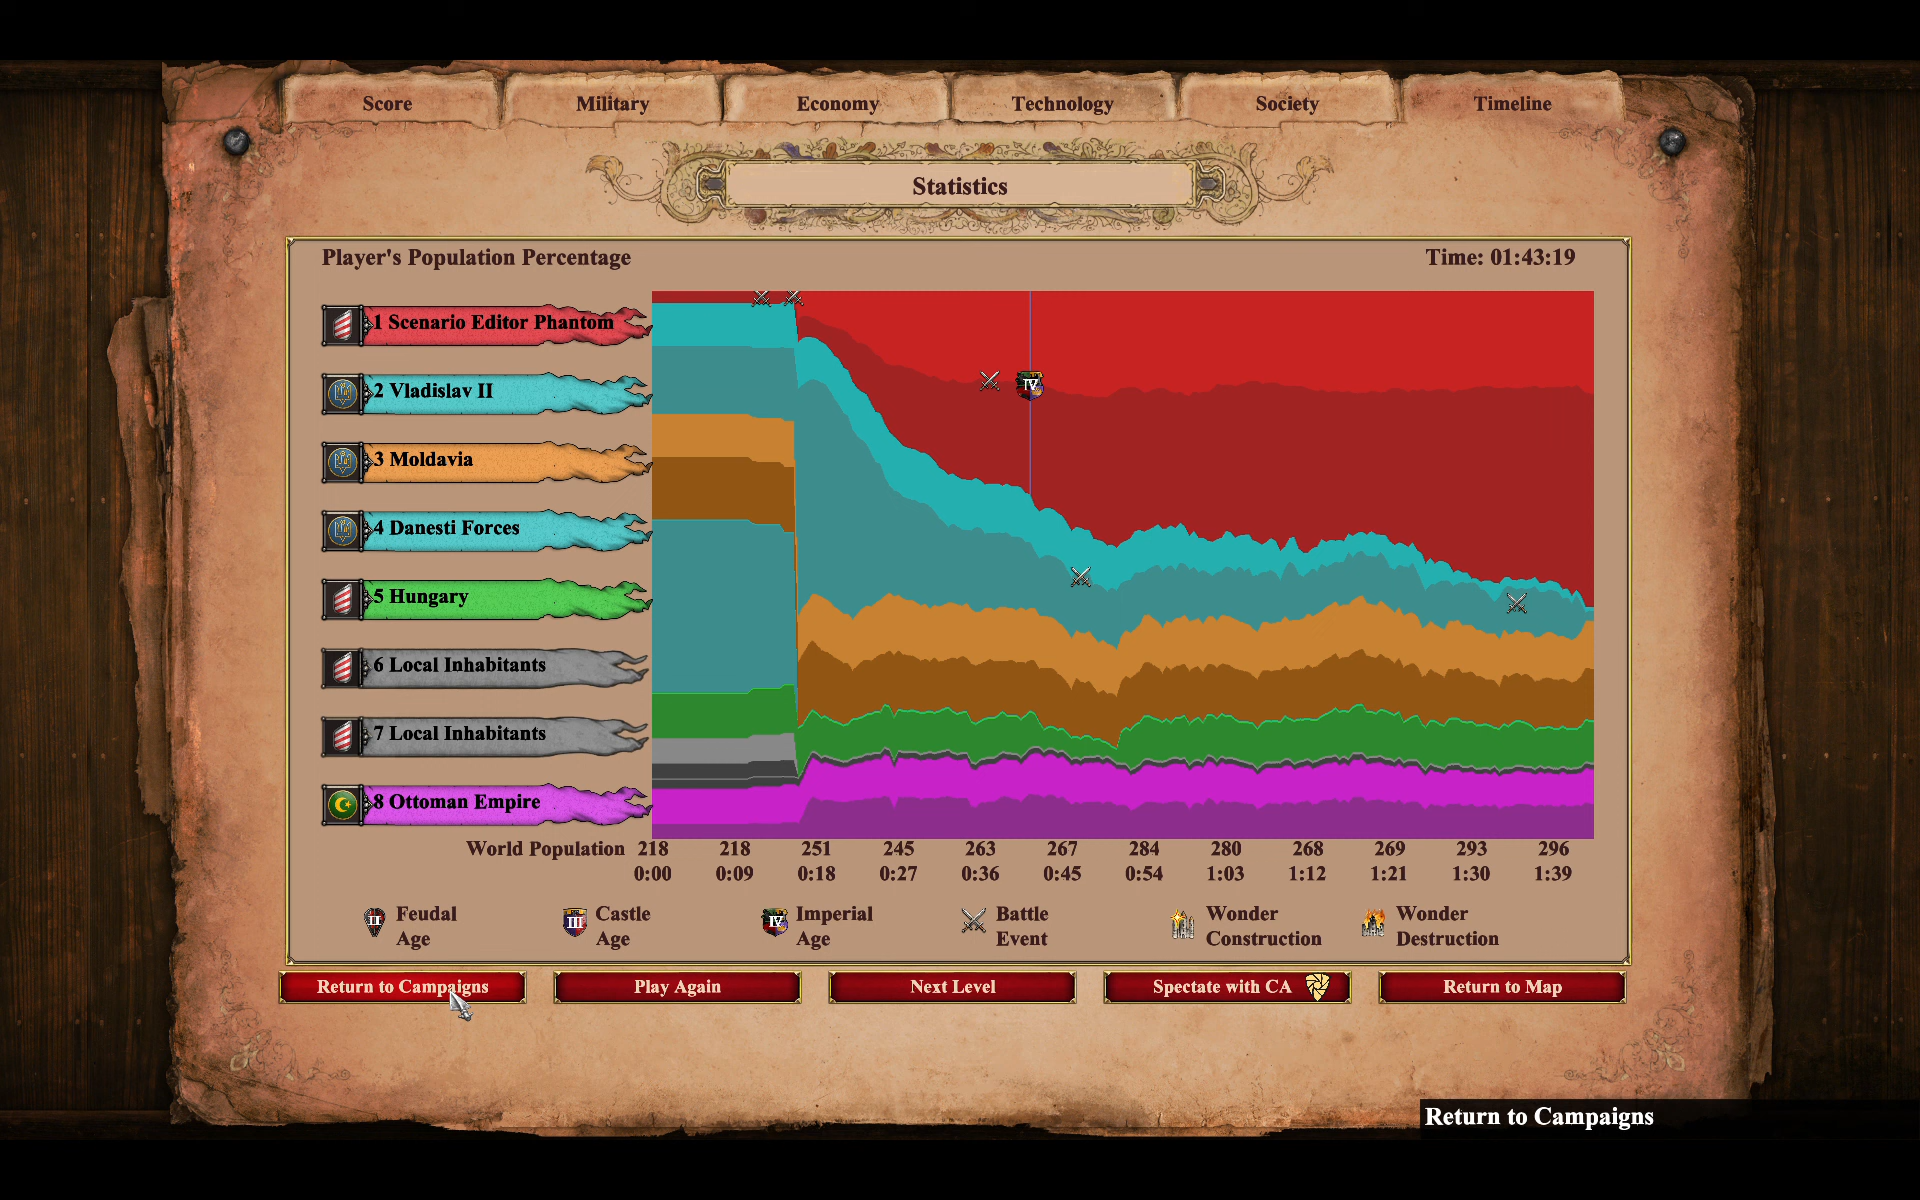 Score Military Economy Technology Society Timeline
Statistics
Player's Population Percentage Time: 01:43:19
1 Scenario Editor Phantom
2 Vladislav II
3 Moldavia
4 Danesti Forces
5 Hungary
6 Local Inhabitants
7 Local Inhabitants
8 Ottoman Empire
IV
World Population 218 218 251 245 263 267 284 280 268 269 293 296
0:00 0:09 0:18 0:27 0:36 0:45 0:54 1:03 1:12 1:21 1:30 1:39
II Feudal Age
III Castle Age
IV Imperial Age
Battle Event
Wonder Construction
Wonder Destruction
Return to Campaigns Play Again Next Level Spectate with CA Return to Map
Return to Campaigns